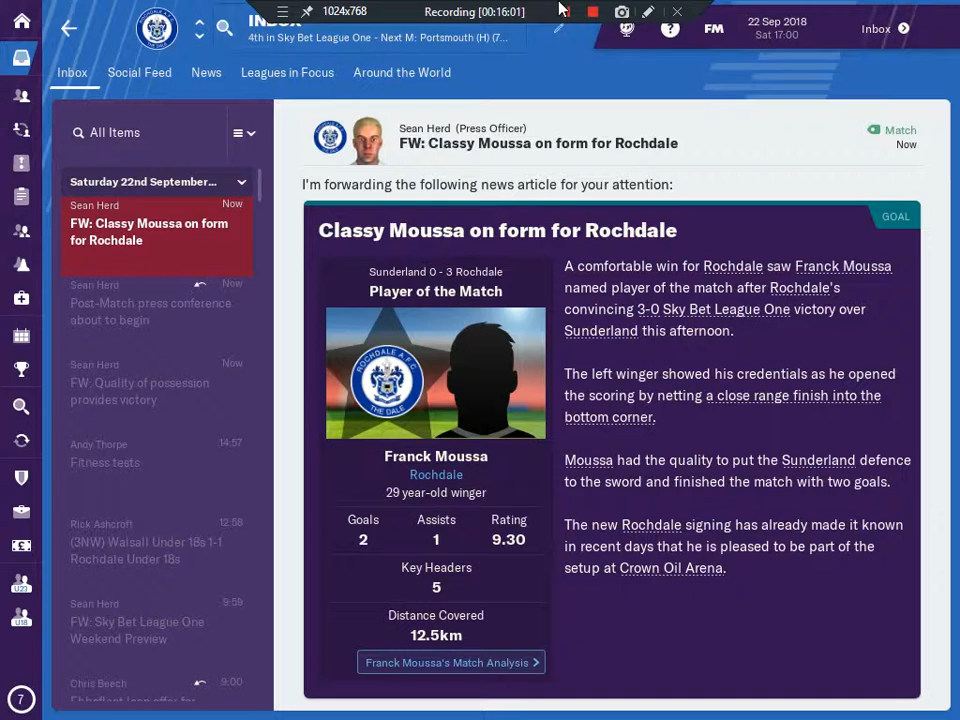 1024x768
Recording [00:16:01]
4th in Sky Bet League One - Next M: Portsmouth (H) (7...
FM
22 Sep 2018
Sat 17:00
Inbox
Inbox
Social Feed
News
Leagues in Focus
Around the World
All Items
Saturday 22nd September...
Sean Herd
Now
FW: Classy Moussa on form
for Rochdale
Sean Herd
Now
Post-Match press conference
about to begin
Sean Herd
Now
FW: Quality of possession
provides victory
Andy Thorpe
14:57
Fitness tests
Rick Ashcroft
12:58
(3NW) Walsall Under 18s 1-1
Rochdale Under 18s
Sean Herd
9:59
FW: Sky Bet League One
Weekend Preview
Chris Beech
9:00
U23
U18
7
Sean Herd (Press Officer)
FW: Classy Moussa on form for Rochdale
Match
Now
I'm forwarding the following news article for your attention:
GOAL
Classy Moussa on form for Rochdale
Sunderland 0 - 3 Rochdale
Player of the Match
ROCHDALE A.F.C
THE DALE
Franck Moussa
Rochdale
29 year-old winger
Goals
Assists
Rating
2
1
9.30
Key Headers
5
Distance Covered
12.5km
Franck Moussa's Match Analysis
A comfortable win for Rochdale saw Franck Moussa
named player of the match after Rochdale's
convincing 3-0 Sky Bet League One victory over
Sunderland this afternoon.
The left winger showed his credentials as he opened
the scoring by netting a close range finish into the
bottom corner.
Moussa had the quality to put the Sunderland defence
to the sword and finished the match with two goals.
The new Rochdale signing has already made it known
in recent days that he is pleased to be part of the
setup at Crown Oil Arena.